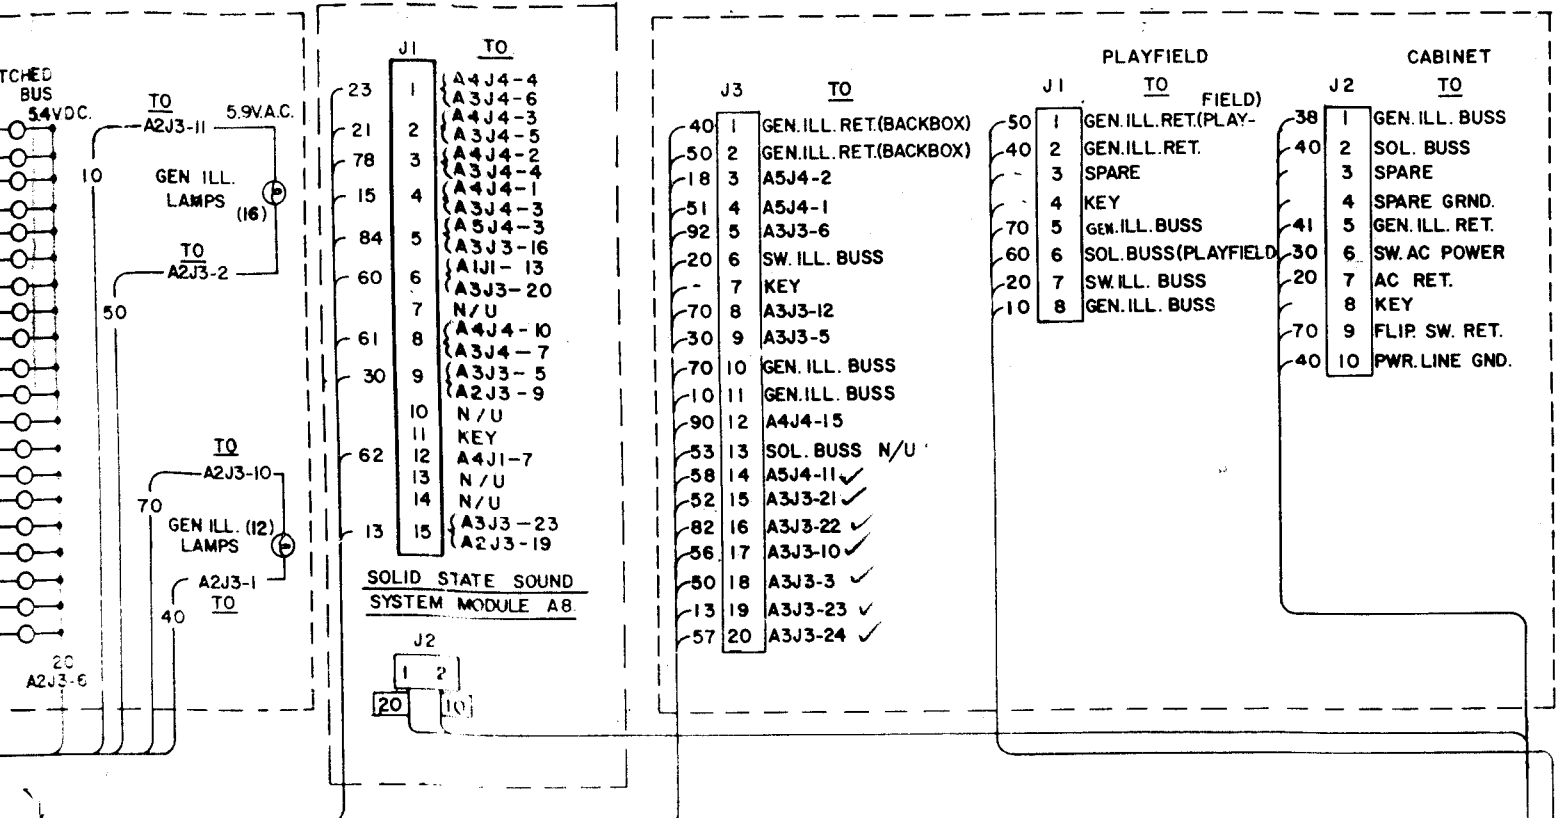 TCHED
BUS
5.4VDC.
TO
A2J3-11
5.9V.A.C.
10
GEN ILL.
LAMPS
(16)
TO
A2J3-2
50
TO
A2J3-10
70
GEN ILL. (12)
LAMPS
A2J3-1
TO
40
20
A2J3-6
J1 TO
23 1 A4J4-4
A3J4-6
21 2 A4J4-3
A3J4-5
78 3 A4J4-2
A3J4-4
15 4 A4J4-1
A3J4-3
84 5 A5J4-3
A3J3-16
60 6 A1J1-13
A3J3-20
7 N/U
61 8 A4J4-10
A3J4-7
30 9 A3J3-5
A2J3-9
10 N/U
11 KEY
62 12 A4J1-7
13 N/U
14 N/U
13 15 A3J3-23
A2J3-19
SOLID STATE SOUND
SYSTEM MODULE A8.
J2
1 2
20 10
J3 TO
40 1 GEN.ILL.RET.(BACKBOX)
50 2 GEN.ILL.RET.(BACKBOX)
18 3 A5J4-2
51 4 A5J4-1
92 5 A3J3-6
20 6 SW. ILL. BUSS
- 7 KEY
70 8 A3J3-12
30 9 A3J3-5
70 10 GEN. ILL. BUSS
10 11 GEN.ILL. BUSS
90 12 A4J4-15
53 13 SOL. BUSS N/U
58 14 A5J4-11 ✓
52 15 A3J3-21 ✓
82 16 A3J3-22 ✓
56 17 A3J3-10 ✓
50 18 A3J3-3 ✓
13 19 A3J3-23 ✓
57 20 A3J3-24 ✓
PLAYFIELD
J1 TO
FIELD)
50 1 GEN.ILL.RET.(PLAY-
40 2 GEN.ILL.RET.
- 3 SPARE
- 4 KEY
70 5 GEN.ILL.BUSS
60 6 SOL.BUSS(PLAYFIELD
20 7 SW.ILL. BUSS
10 8 GEN.ILL. BUSS
CABINET
J2 TO
38 1 GEN.ILL. BUSS
40 2 SOL. BUSS
3 SPARE
4 SPARE GRND.
41 5 GEN.ILL. RET.
30 6 SW. AC POWER
20 7 AC RET.
8 KEY
70 9 FLIP. SW. RET.
40 10 PWR.LINE GND.